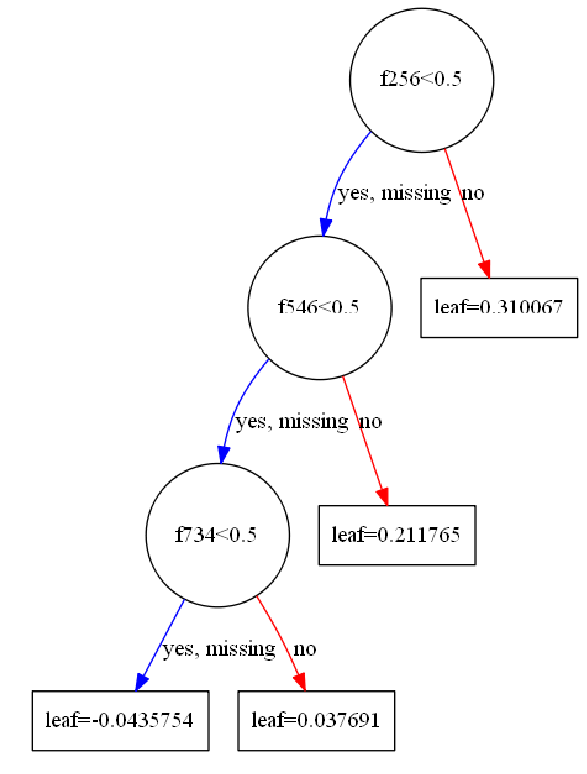 f256<0.5
yes, missing
no
f546<0.5
leaf=0.310067
yes, missing
no
f734<0.5
leaf=0.211765
yes, missing
no
leaf=-0.0435754
leaf=0.037691